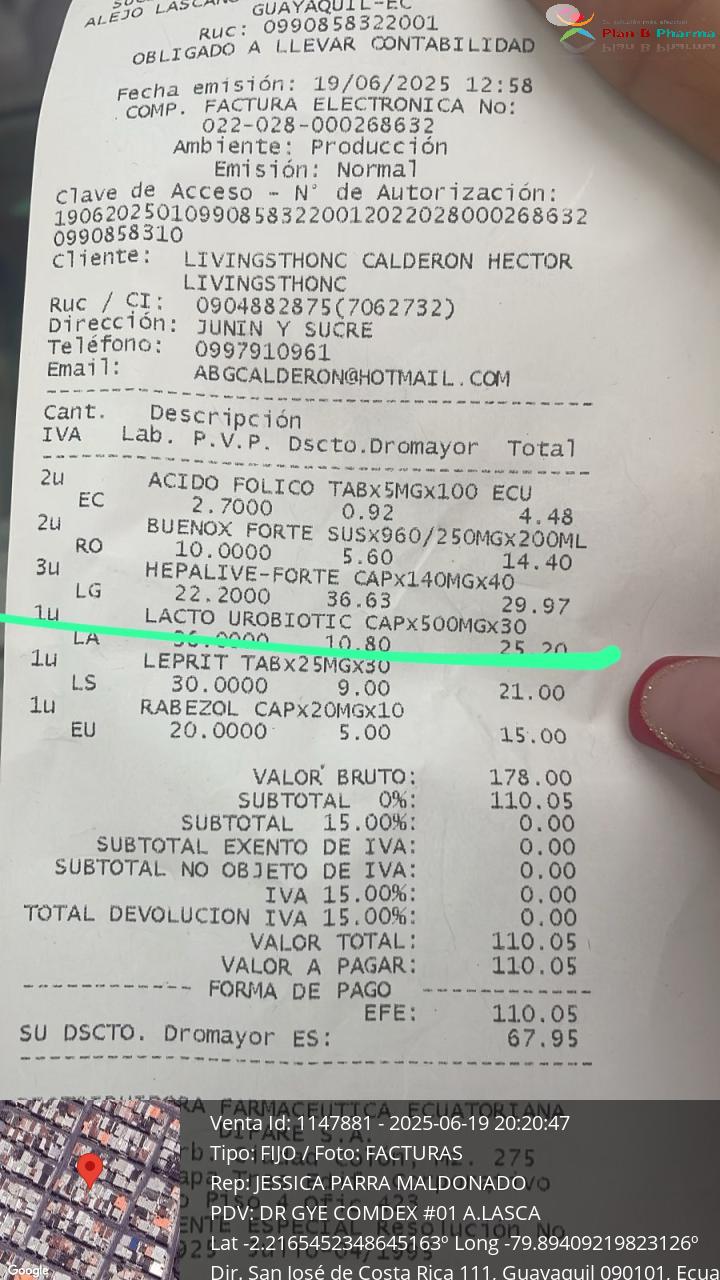 ALEJO LASCANO
GUAYAQUIL-EC
Ruc: 0990858322001
OBLIGADO A LLEVAR CONTABILIDAD
Plan B Pharma
Fecha emisión: 19/06/2025 12:58
COMP. FACTURA ELECTRONICA No:
022-028-000268632
Ambiente: Producción
Emisión: Normal
Clave de Acceso - N° de Autorización:
190620250109908583220012022028000268632
0990858310
Cliente: LIVINGSTHONC CALDERON HECTOR
LIVINGSTHONC
Ruc / CI: 0904882875(7062732)
Dirección: JUNIN Y SUCRE
Teléfono: 0997910961
Email: ABGCALDERON@HOTMAIL.COM
Cant. Descripción
IVA Lab. P.V.P. Dscto.Dromayor Total
2u ACIDO FOLICO TABx5MGx100 ECU
EC 2.7000 0.92 4.48
2u BUENOX FORTE SUSx960/250MGx200ML
RO 10.0000 5.60 14.40
3u HEPALIVE-FORTE CAPx140MGx40
LG 22.2000 36.63 29.97
1u LACTO UROBIOTIC CAPx500MGx30
LA 36.0000 10.80 25.20
1u LEPRIT TABx25MGx30
LS 30.0000 9.00 21.00
1u RABEZOL CAPx20MGx10
EU 20.0000 5.00 15.00
VALOR BRUTO: 178.00
SUBTOTAL 0%: 110.05
SUBTOTAL 15.00%: 0.00
SUBTOTAL EXENTO DE IVA: 0.00
SUBTOTAL NO OBJETO DE IVA: 0.00
IVA 15.00%: 0.00
TOTAL DEVOLUCION IVA 15.00%: 0.00
VALOR TOTAL: 110.05
VALOR A PAGAR: 110.05
---------- FORMA DE PAGO ----------
EFE: 110.05
SU DSCTO. Dromayor ES: 67.95
FARMACEUTICA ECUATORIANA
DIFARE S.A.
Venta Id: 1147881 - 2025-06-19 20:20:47
Tipo: FIJO / Foto: FACTURAS
Rep: JESSICA PARRA MALDONADO
PDV: DR GYE COMDEX #01 A.LASCA
Lat -2.2165452348645163º Long -79.89409219823126º
Dir. San José de Costa Rica 111, Guayaquil 090101, Ecua
Google